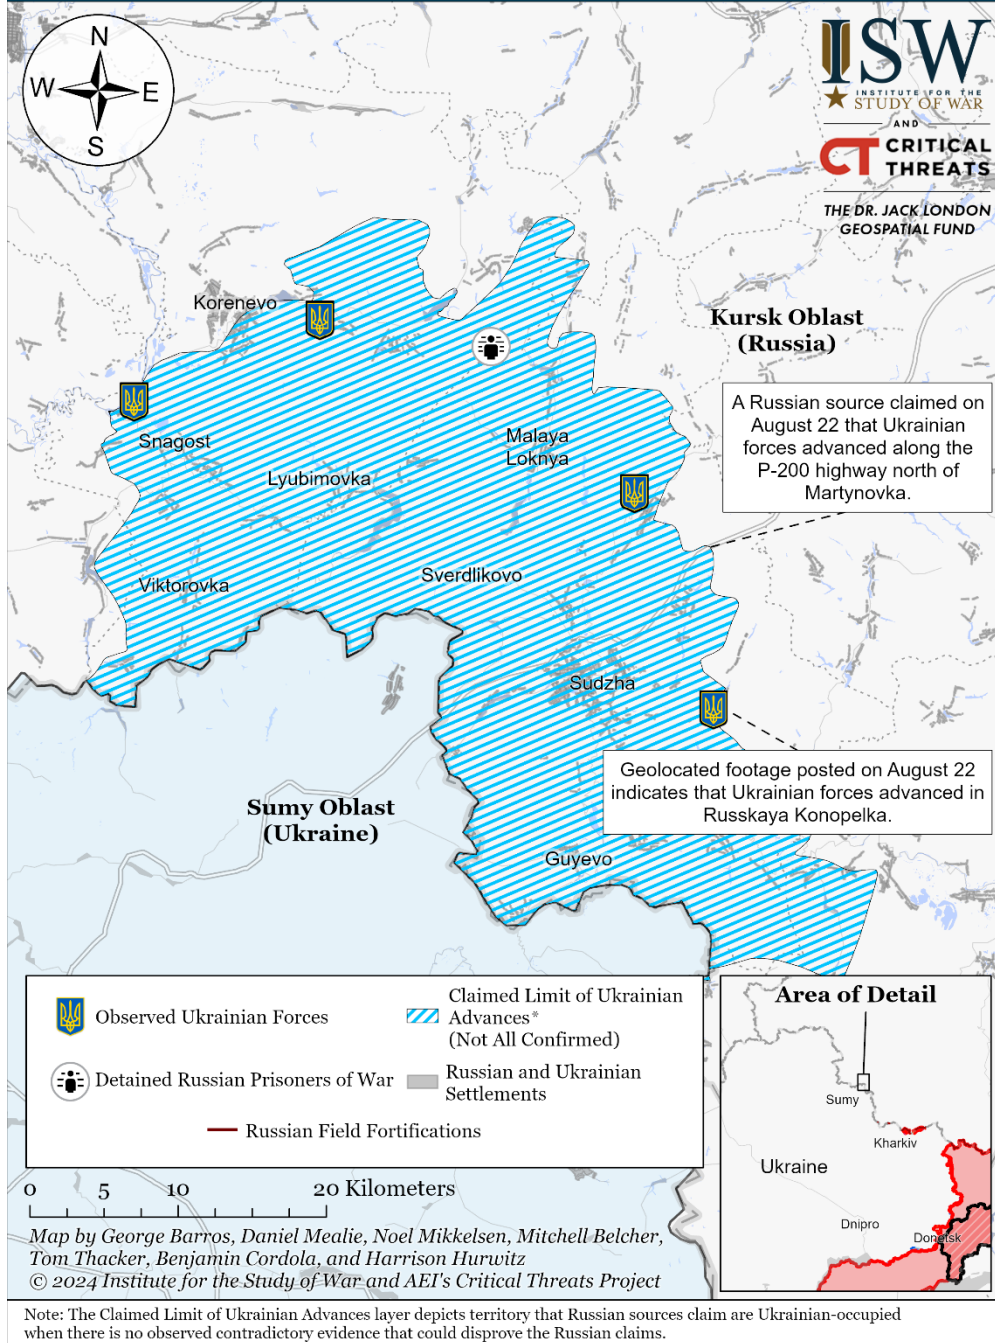 N
W
E
S
ISW
INSTITUTE FOR THE
STUDY OF WAR
AND
CT CRITICAL
THREATS
THE DR. JACK LONDON
GEOSPATIAL FUND
Korenevo
Kursk Oblast
(Russia)
A Russian source claimed on
August 22 that Ukrainian
forces advanced along the
P-200 highway north of
Martynovka.
Snagost
Malaya
Loknya
Lyubimovka
Sverdlikovo
Viktorovka
Sudzha
Geolocated footage posted on August 22
indicates that Ukrainian forces advanced in
Russkaya Konopelka.
Sumy Oblast
(Ukraine)
Guyevo
Observed Ukrainian Forces
Claimed Limit of Ukrainian
Advances*
(Not All Confirmed)
Detained Russian Prisoners of War
Russian and Ukrainian
Settlements
Russian Field Fortifications
Area of Detail
Sumy
Kharkiv
Ukraine
Dnipro
Donetsk
0 5 10 20 Kilometers
Map by George Barros, Daniel Mealie, Noel Mikkelsen, Mitchell Belcher,
Tom Thacker, Benjamin Cordola, and Harrison Hurwitz
© 2024 Institute for the Study of War and AEI's Critical Threats Project
Note: The Claimed Limit of Ukrainian Advances layer depicts territory that Russian sources claim are Ukrainian-occupied
when there is no observed contradictory evidence that could disprove the Russian claims.